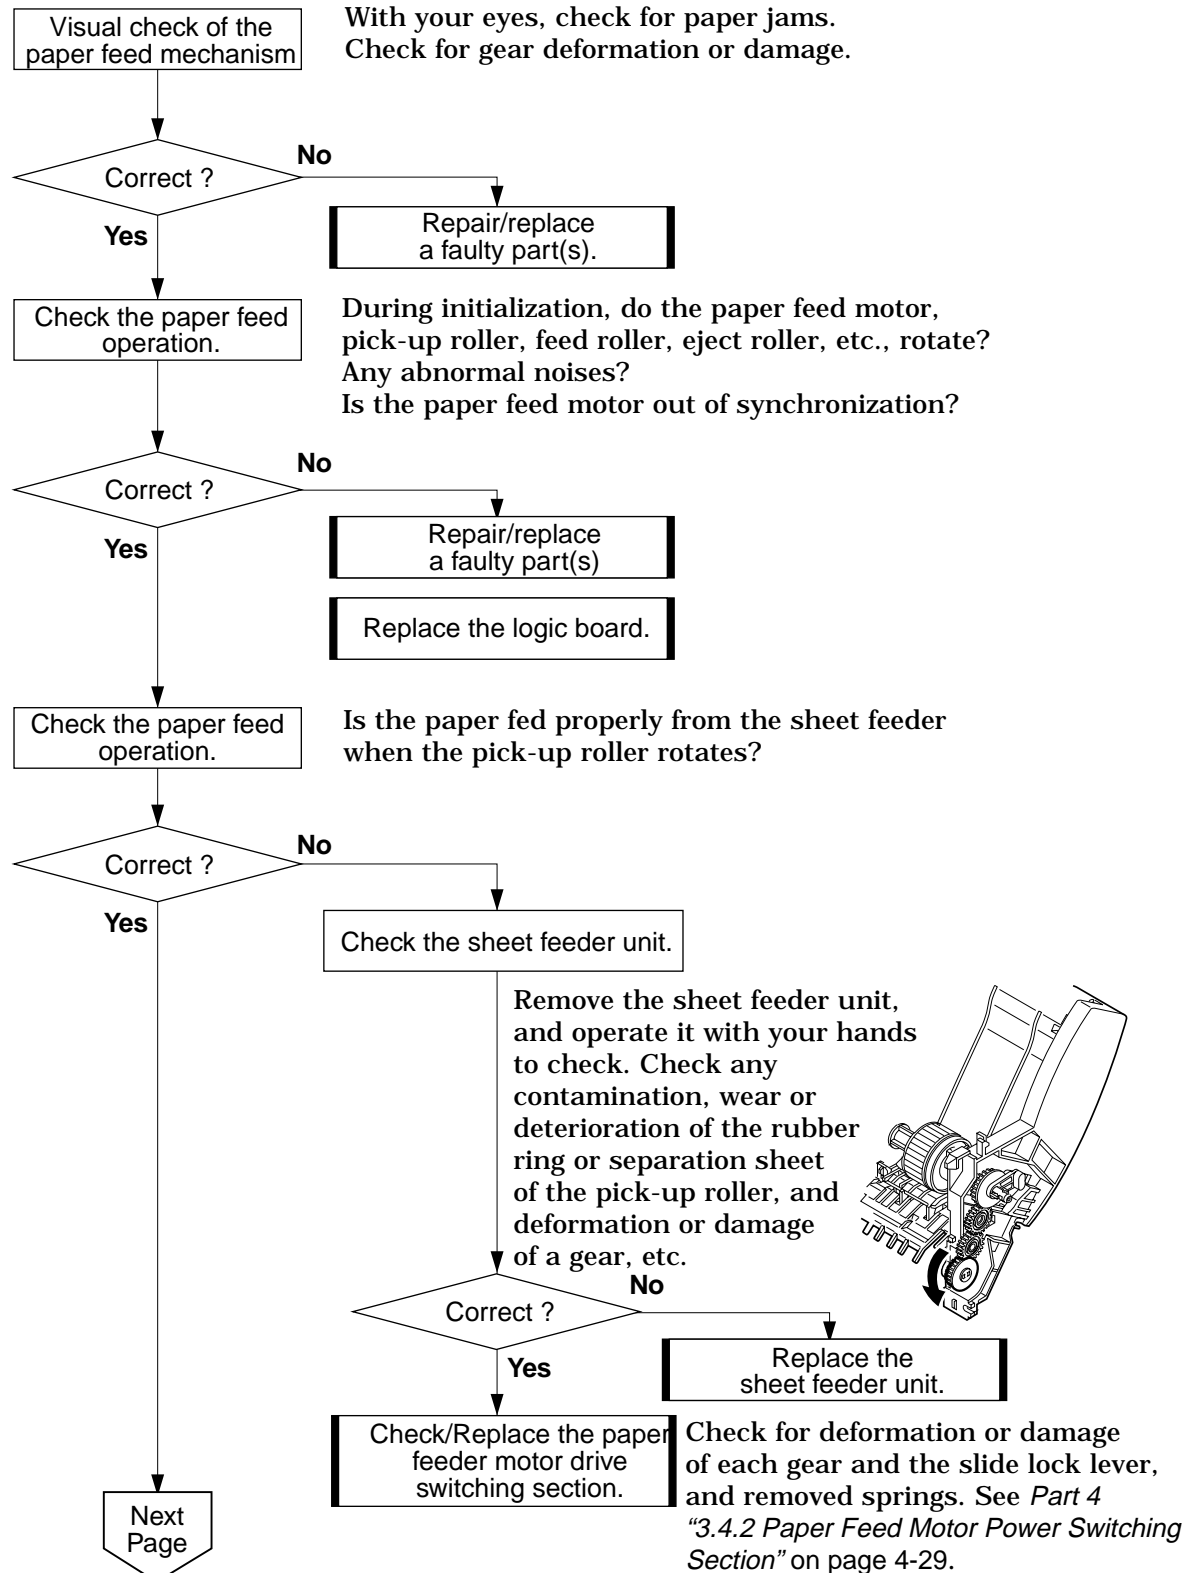 Visual check of the
paper feed mechanism
With your eyes, check for paper jams.
Check for gear deformation or damage.
Correct ?
No
Yes
Repair/replace
a faulty part(s).
Check the paper feed
operation.
During initialization, do the paper feed motor,
pick-up roller, feed roller, eject roller, etc., rotate?
Any abnormal noises?
Is the paper feed motor out of synchronization?
Correct ?
No
Yes
Repair/replace
a faulty part(s)
Replace the logic board.
Check the paper feed
operation.
Is the paper fed properly from the sheet feeder
when the pick-up roller rotates?
Correct ?
No
Yes
Check the sheet feeder unit.
Remove the sheet feeder unit,
and operate it with your hands
to check. Check any
contamination, wear or
deterioration of the rubber
ring or separation sheet
of the pick-up roller, and
deformation or damage
of a gear, etc.
Correct ?
No
Yes
Replace the
sheet feeder unit.
Check/Replace the paper
feeder motor drive
switching section.
Check for deformation or damage
of each gear and the slide lock lever,
and removed springs. See Part 4
"3.4.2 Paper Feed Motor Power Switching
Section" on page 4-29.
Next
Page